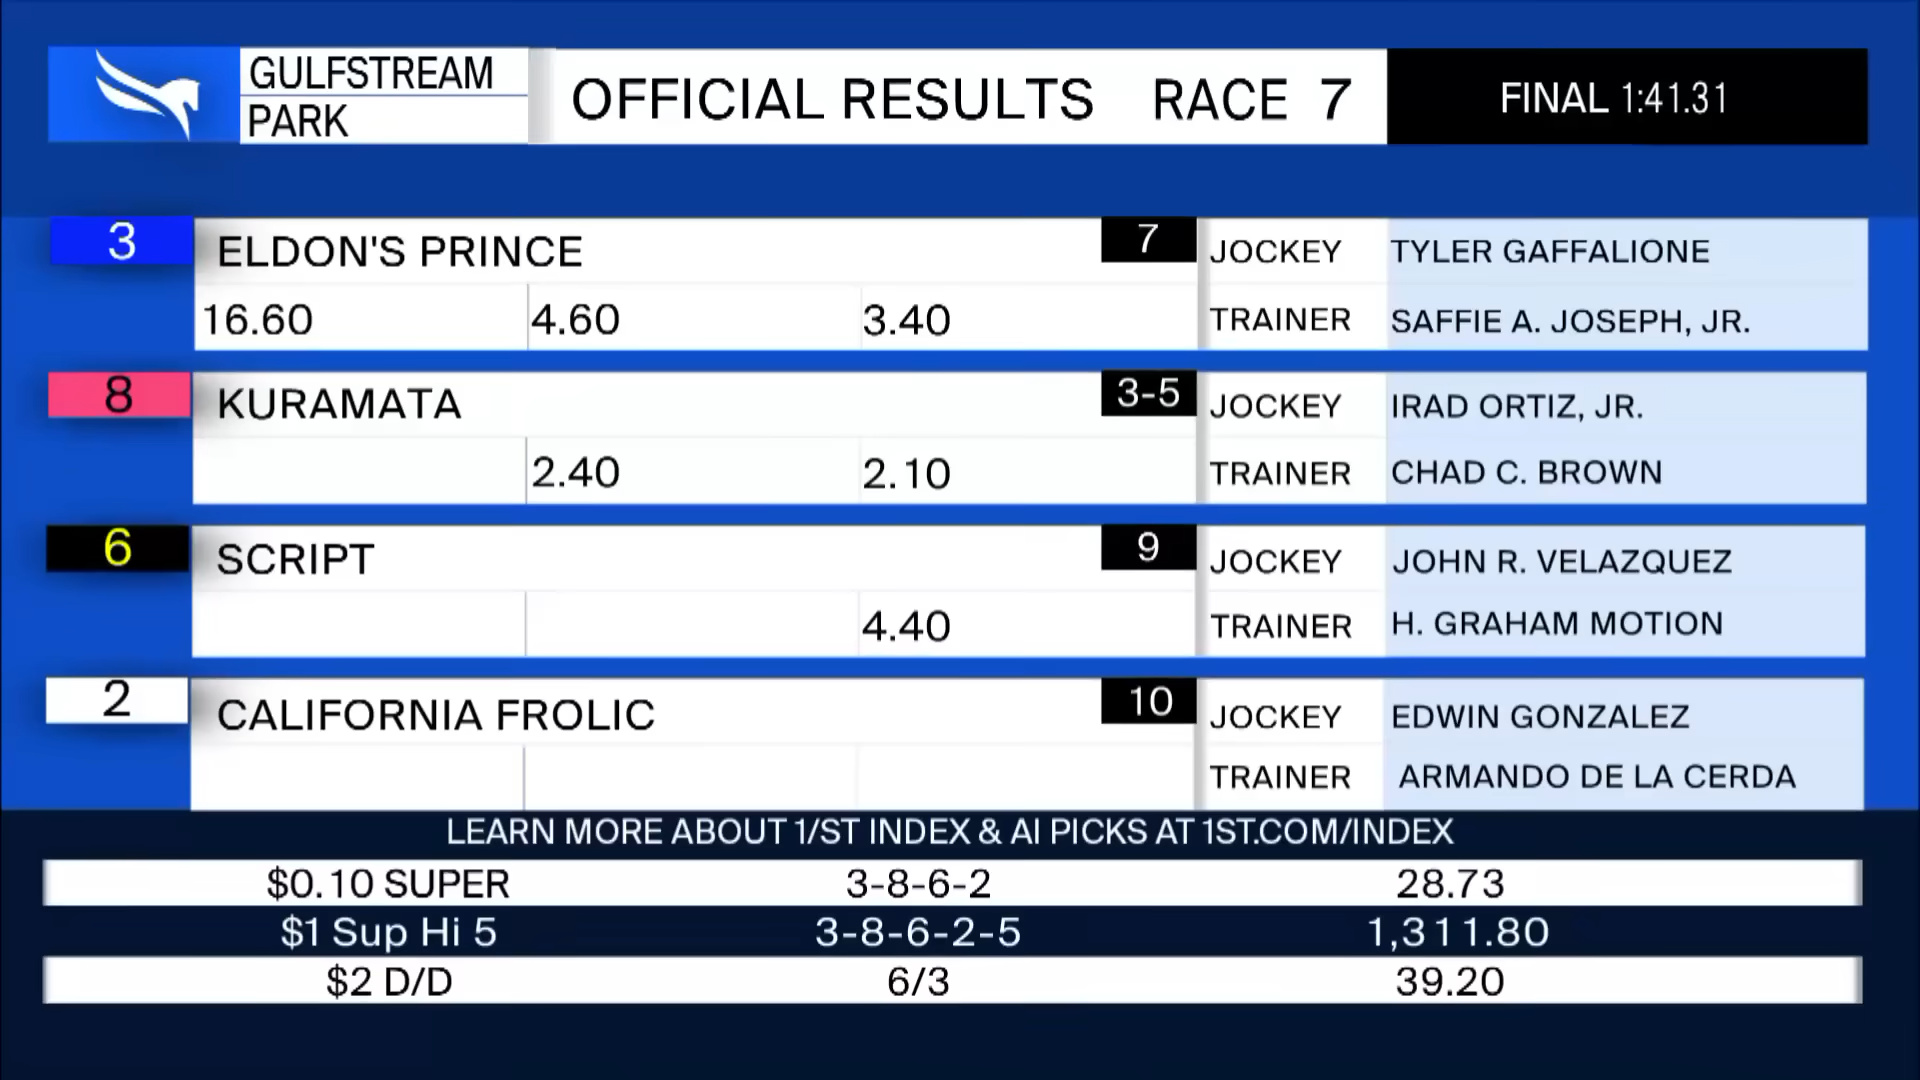 GULFSTREAM
PARK
OFFICIAL RESULTS RACE 7
FINAL 1:41.31
3 ELDON'S PRINCE 7 JOCKEY TYLER GAFFALIONE
16.60 4.60 3.40 TRAINER SAFFIE A. JOSEPH, JR.
8 KURAMATA 3-5 JOCKEY IRAD ORTIZ, JR.
2.40 2.10 TRAINER CHAD C. BROWN
6 SCRIPT 9 JOCKEY JOHN R. VELAZQUEZ
4.40 TRAINER H. GRAHAM MOTION
2 CALIFORNIA FROLIC 10 JOCKEY EDWIN GONZALEZ
TRAINER ARMANDO DE LA CERDA
LEARN MORE ABOUT 1/ST INDEX & AI PICKS AT 1ST.COM/INDEX
$0.10 SUPER 3-8-6-2 28.73
$1 Sup Hi 5 3-8-6-2-5 1,311.80
$2 D/D 6/3 39.20